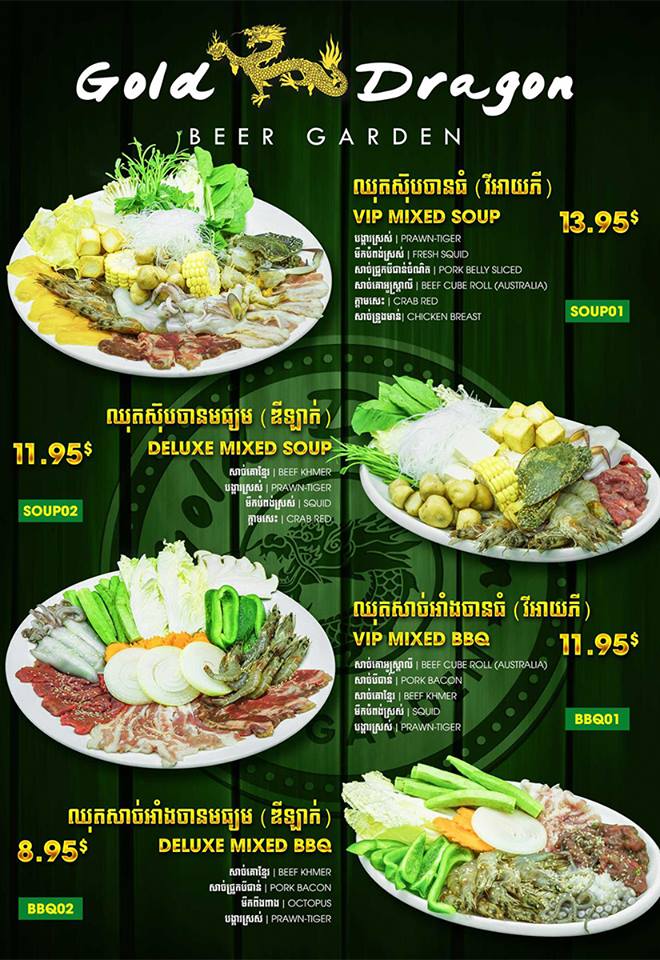 Gold Dragon
BEER GARDEN
ឈុតស៊ុបចានធំ (វីអាយភី)
VIP MIXED SOUP
13.95$
បង្គារស្រស់ | PRAWN-TIGER
មឹកបំពង់ស្រស់ | FRESH SQUID
សាច់ជ្រូកបីជាន់ចំណិត | PORK BELLY SLICED
សាច់គោអូស្ត្រាលី | BEEF CUBE ROLL (AUSTRALIA)
ក្តាមសេះ | CRAB RED
សាច់ទ្រូងមាន់ | CHICKEN BREAST
SOUP01
ឈុតស៊ុបចានមធ្យម (ឌីឡាក់)
11.95$
DELUXE MIXED SOUP
សាច់គោខ្មែរ | BEEF KHMER
បង្គារស្រស់ | PRAWN-TIGER
មឹកបំពង់ស្រស់ | SQUID
ក្តាមសេះ | CRAB RED
SOUP02
ឈុតសាច់អាំងចានធំ (វីអាយភី)
VIP MIXED BBQ
11.95$
សាច់គោអូស្ត្រាលី | BEEF CUBE ROLL (AUSTRALIA)
សាច់បីជាន់ | PORK BACON
សាច់គោខ្មែរ | BEEF KHMER
មឹកបំពង់ស្រស់ | SQUID
បង្គារស្រស់ | PRAWN-TIGER
BBQ01
ឈុតសាច់អាំងចានមធ្យម (ឌីឡាក់)
8.95$
DELUXE MIXED BBQ
សាច់គោខ្មែរ | BEEF KHMER
សាច់ជ្រូកបីជាន់ | PORK BACON
មឹកពីងពាង | OCTOPUS
បង្គារស្រស់ | PRAWN-TIGER
BBQ02